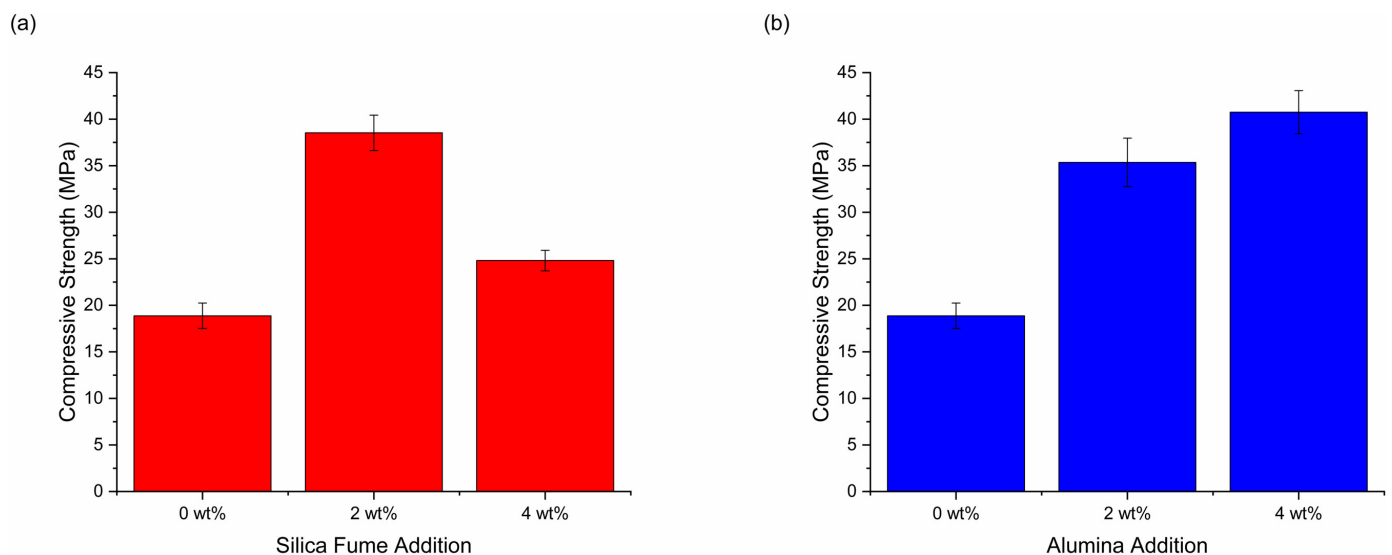 (a)
Compressive Strength (MPa)
45
40
35
30
25
20
15
10
5
0
0 wt%
2 wt%
4 wt%
Silica Fume Addition
(b)
Compressive Strength (MPa)
45
40
35
30
25
20
15
10
5
0
0 wt%
2 wt%
4 wt%
Alumina Addition